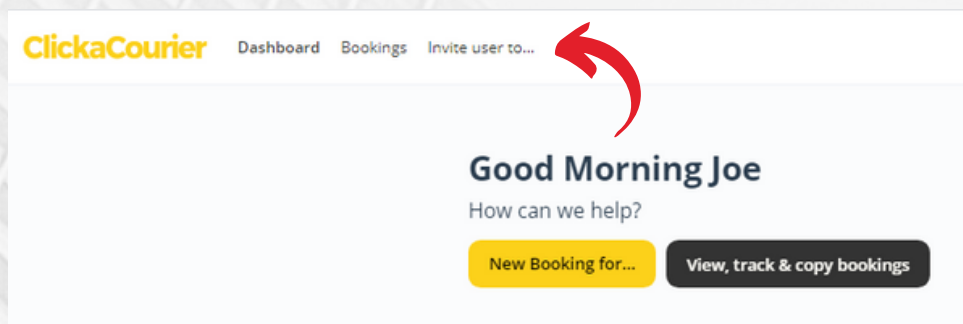 ClickaCourier Dashboard Bookings Invite user to...
Good Morning Joe
How can we help?
New Booking for... View, track & copy bookings